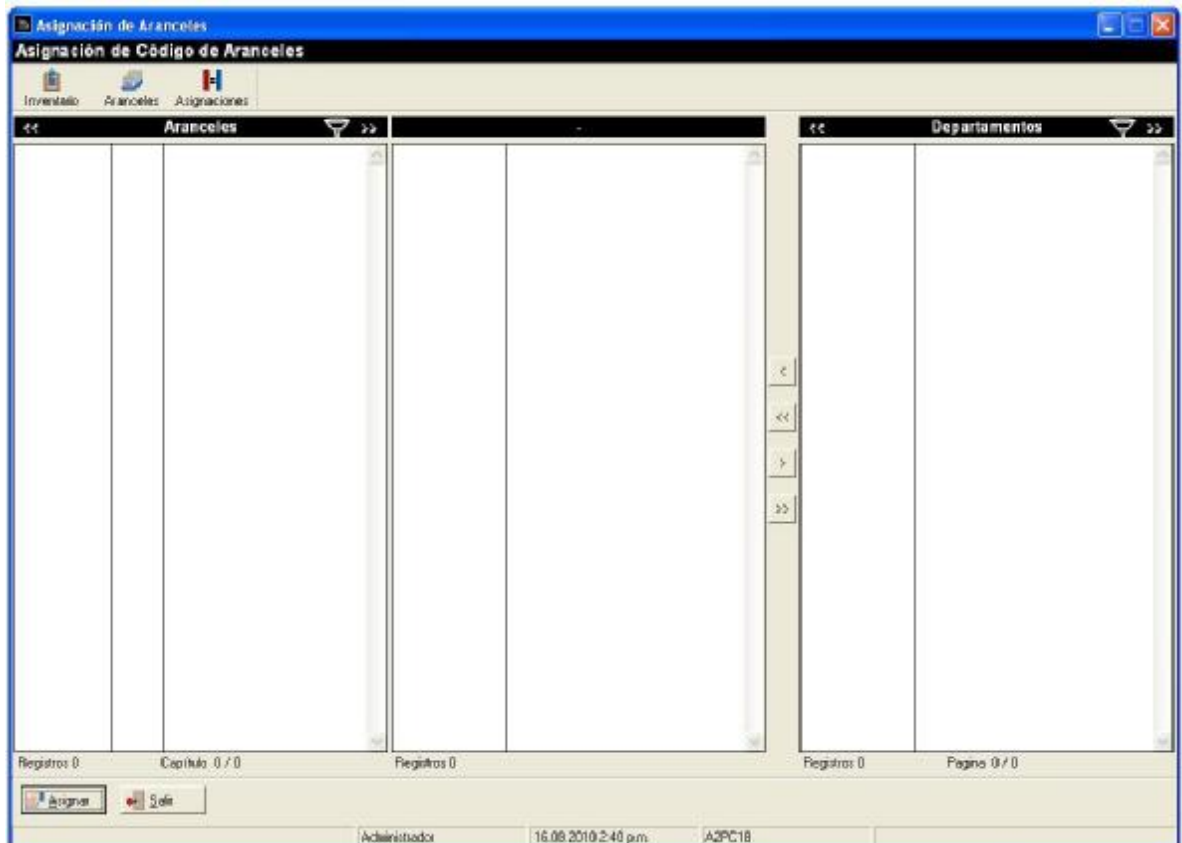 Asignación de Aranceles
Asignación de Código de Aranceles
Inventario Aranceles Asignaciones
<< Aranceles >> - << Departamentos >>
<
<<
>
>>
Registros 0 Capítulo 0 / 0 Registros 0 Registros 0 Pagina 0 / 0
Asignar Salir
Administrador 16.08.2010 2:40 p.m. A2PC18